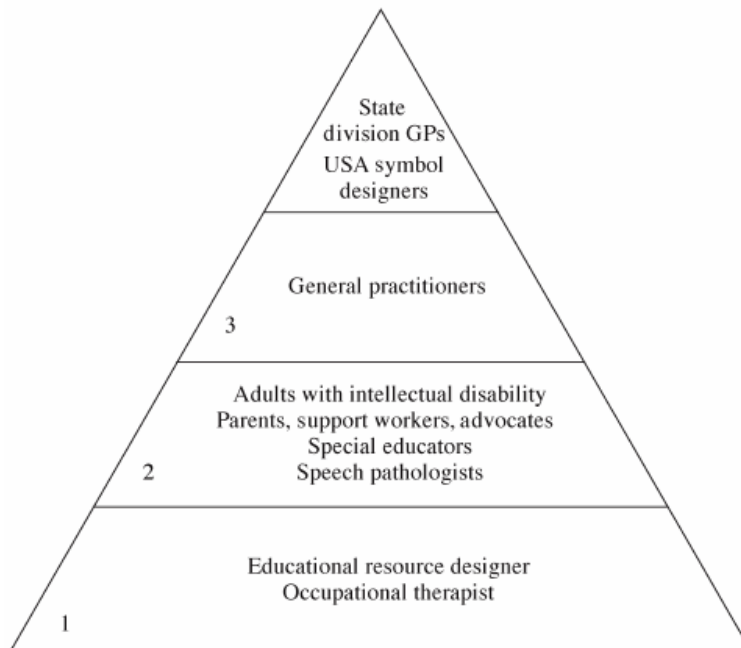 State
division GPs
USA symbol
designers
General practitioners
3
Adults with intellectual disability
Parents, support workers, advocates
Special educators
Speech pathologists
2
Educational resource designer
Occupational therapist
1